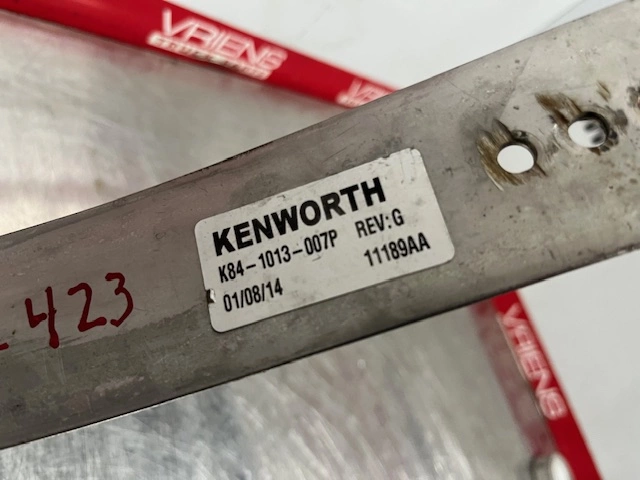 VRIENS
VRIENS
KENWORTH
K84-1013-007P REV:G
01/08/14 11189AA
423
VRIENS